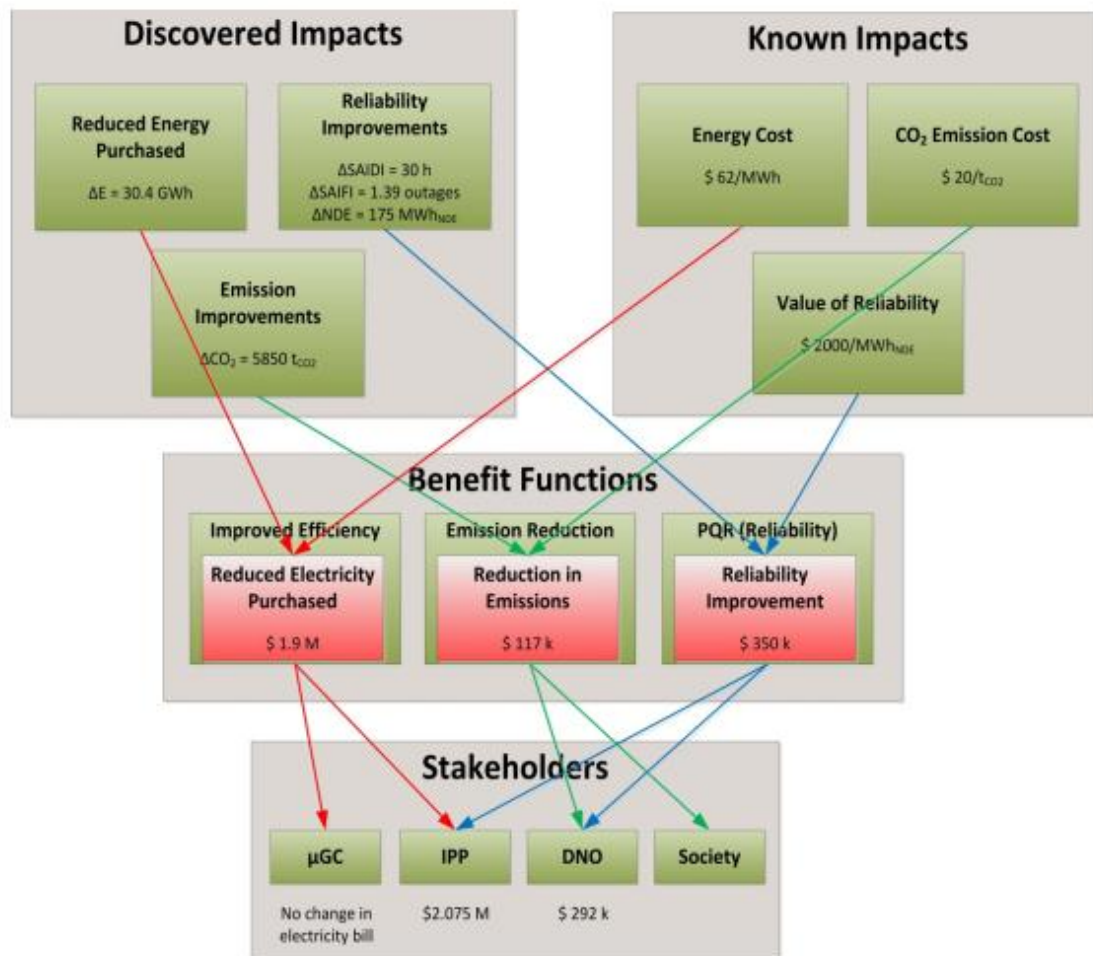 Discovered Impacts
Reduced Energy
Purchased
ΔE = 30.4 GWh
Reliability
Improvements
ΔSAIDI = 30 h
ΔSAIFI = 1.39 outages
ΔNDE = 175 MWhNDE
Emission
Improvements
ΔCO₂ = 5850 tCO2
Known Impacts
Energy Cost
$ 62/MWh
CO₂ Emission Cost
$ 20/tCO2
Value of Reliability
$ 2000/MWhNDE
Benefit Functions
Improved Efficiency
Reduced Electricity
Purchased
$ 1.9 M
Emission Reduction
Reduction in
Emissions
$ 117 k
PQR (Reliability)
Reliability
Improvement
$ 350 k
Stakeholders
μGC
IPP
DNO
Society
No change in
electricity bill
$2.075 M
$ 292 k